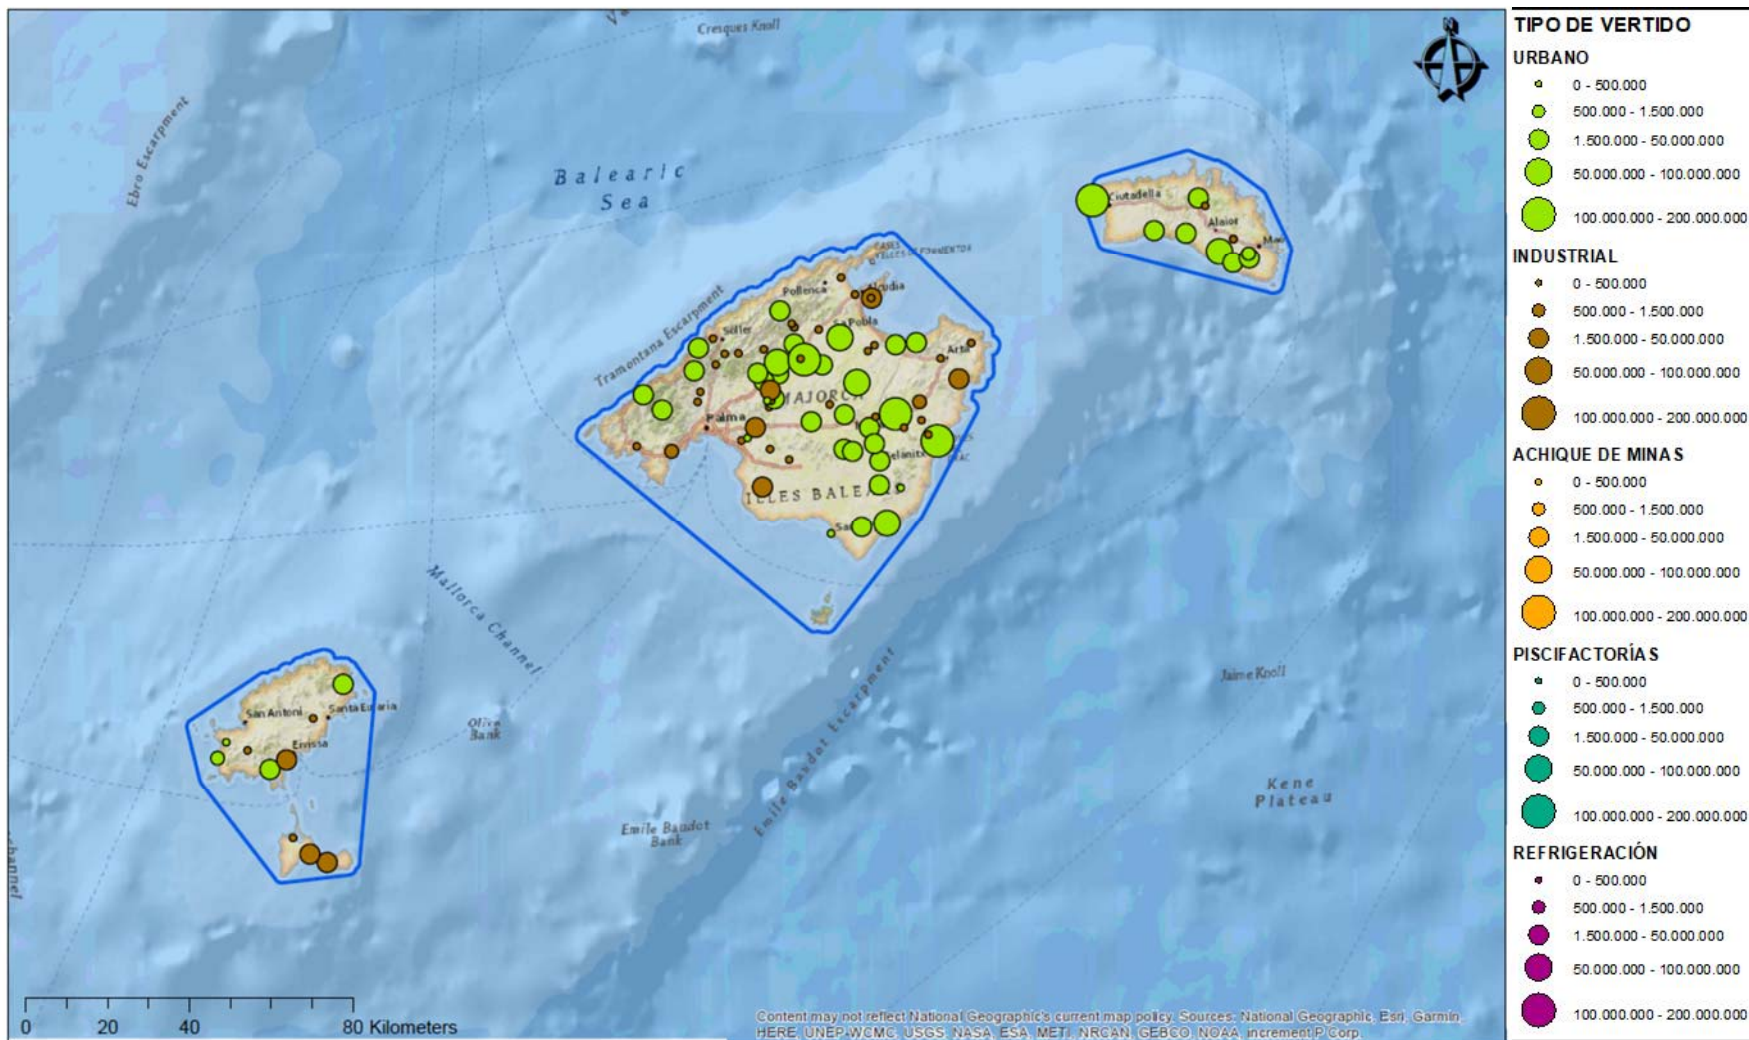 Cresques Knoll
Ebro Escarpment
Balearic
Sea
N
Ciutadella
Alaior
Pollença
Alcudia
Sóller
Tramontana Escarpment
Arta
MAJORCA
Palma
ILLES BALEARS
Mallorca Channel
Jaime Knoll
San Antoni
Santa Eularia
Eivissa
Oliva
Bank
Emile Baudot Escarpment
Emile Baudot
Bank
Kene
Plateau
channel
0 20 40 80 Kilometers
Content may not reflect National Geographic's current map policy. Sources: National Geographic, Esri, Garmin,
HERE, UNEP-WCMC, USGS, NASA, ESA, METI, NRCAN, GEBCO, NOAA, increment P Corp.
TIPO DE VERTIDO
URBANO
0 - 500.000
500.000 - 1.500.000
1.500.000 - 50.000.000
50.000.000 - 100.000.000
100.000.000 - 200.000.000
INDUSTRIAL
0 - 500.000
500.000 - 1.500.000
1.500.000 - 50.000.000
50.000.000 - 100.000.000
100.000.000 - 200.000.000
ACHIQUE DE MINAS
0 - 500.000
500.000 - 1.500.000
1.500.000 - 50.000.000
50.000.000 - 100.000.000
100.000.000 - 200.000.000
PISCIFACTORÍAS
0 - 500.000
500.000 - 1.500.000
1.500.000 - 50.000.000
50.000.000 - 100.000.000
100.000.000 - 200.000.000
REFRIGERACIÓN
0 - 500.000
500.000 - 1.500.000
1.500.000 - 50.000.000
50.000.000 - 100.000.000
100.000.000 - 200.000.000